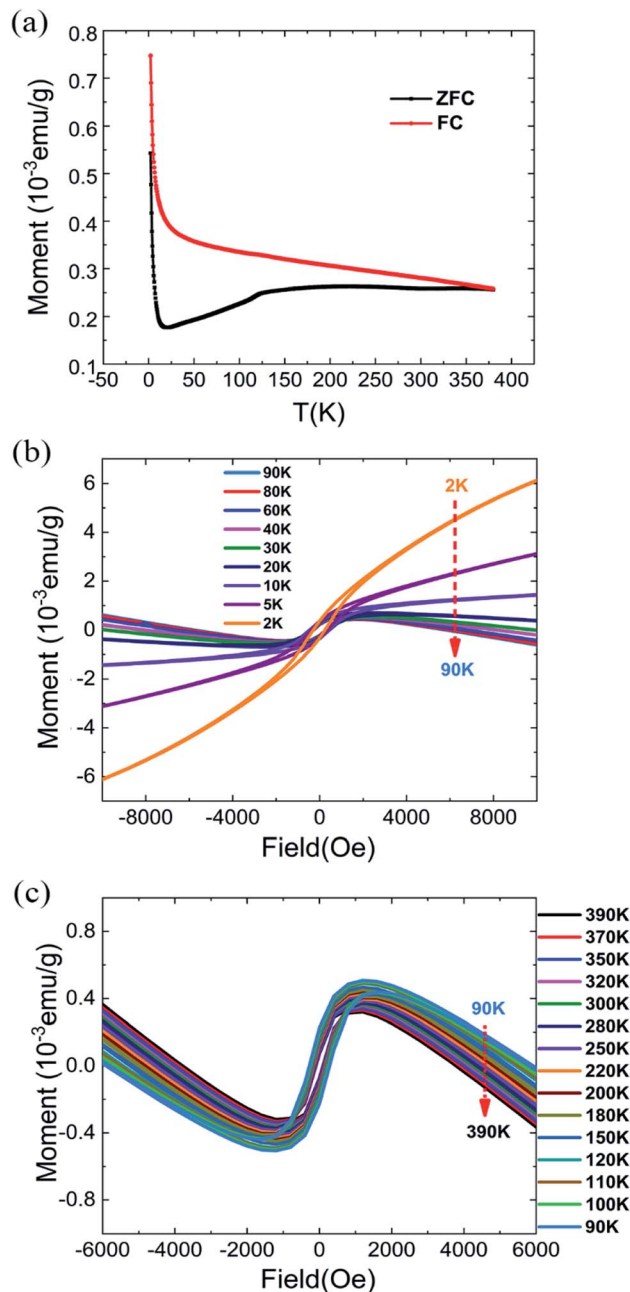 (a)
0.8
0.7
0.6
0.5
0.4
0.3
0.2
0.1
Moment (10⁻³emu/g)
ZFC
FC
-50 0 50 100 150 200 250 300 350 400
T(K)
(b)
6
4
2
0
-2
-4
-6
Moment (10⁻³emu/g)
90K
80K
60K
40K
30K
20K
10K
5K
2K
2K
90K
-8000 -4000 0 4000 8000
Field(Oe)
(c)
0.8
0.4
0.0
-0.4
-0.8
Moment (10⁻³emu/g)
90K
390K
390K
370K
350K
320K
300K
280K
250K
220K
200K
180K
150K
120K
110K
100K
90K
-6000 -4000 -2000 0 2000 4000 6000
Field(Oe)